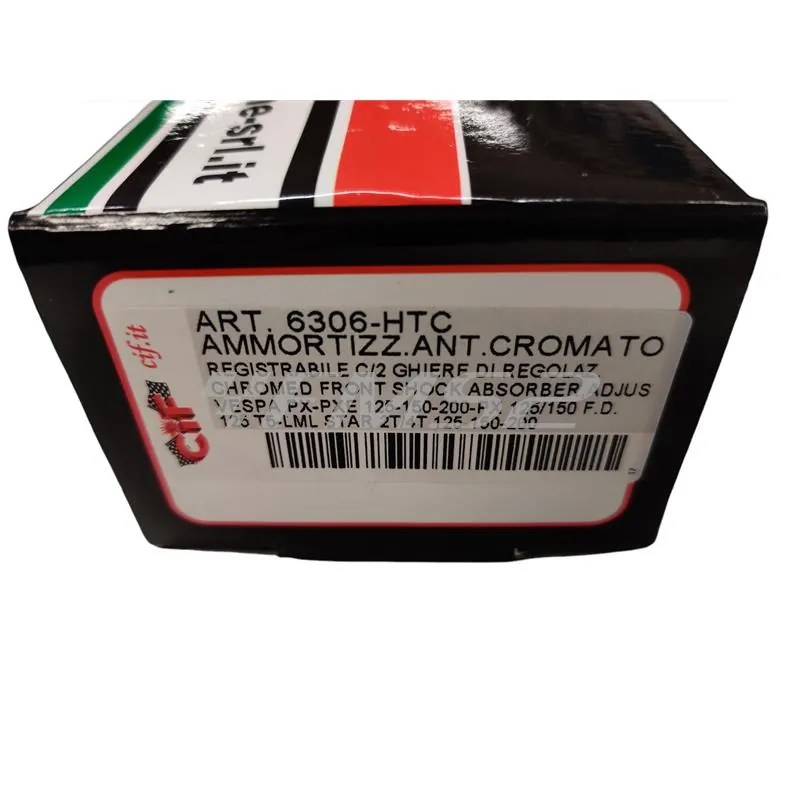 e-srl.it
ART. 6306-HTC
AMMORTIZZ.ANT.CROMATO
REGISTRABILE C/2 GHIERE DI REGOLAZ.
CHROMED FRONT SHOCK ABSORBER ADJUS
VESPA PX-PXE 125-150-200-PX 125/150 F.D.
125 T5-LML STAR 2T/4T 125-150-200
CiF
cif.it